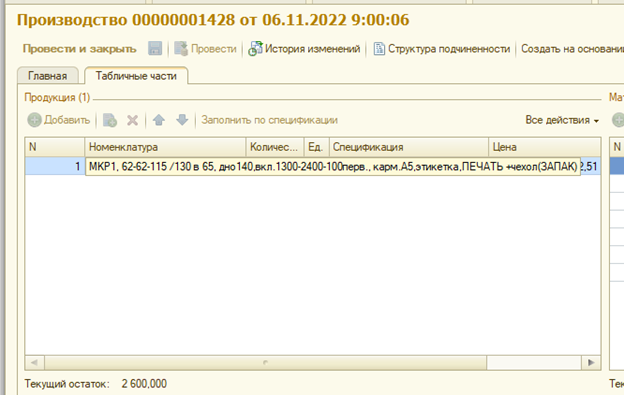 Производство 00000001428 от 06.11.2022 9:00:06
Провести и закрыть Провести История изменений Структура подчиненности Создать на основани
Главная Табличные части
Продукция (1) Мат
Добавить Заполнить по спецификации Все действия
N Номенклатура Количес... Ед. Спецификация Цена N
1 МКР1, 62-62-115 /130 в 65, дно140,вкл.1300-2400-100перв., карм.А5,этикетка,ПЕЧАТЬ +чехол(ЗАПАК) 2,51
Текущий остаток: 2 600,000 Тек